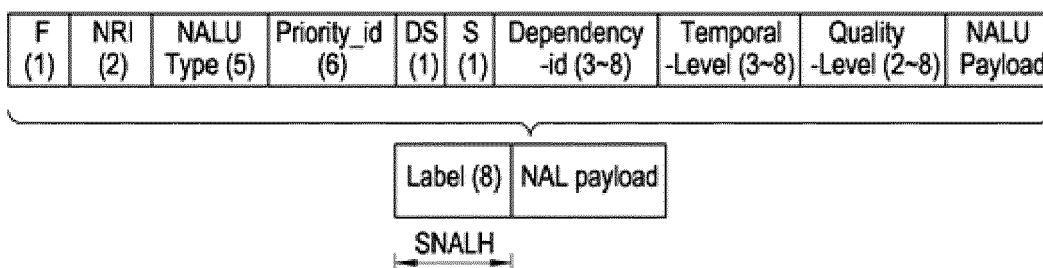 F NRI NALU Priority_id DS S Dependency Temporal Quality NALU
(1) (2) Type (5) (6) (1) (1) -id (3~8) -Level (3~8) -Level (2~8) Payload
Label (8) NAL payload
SNALH